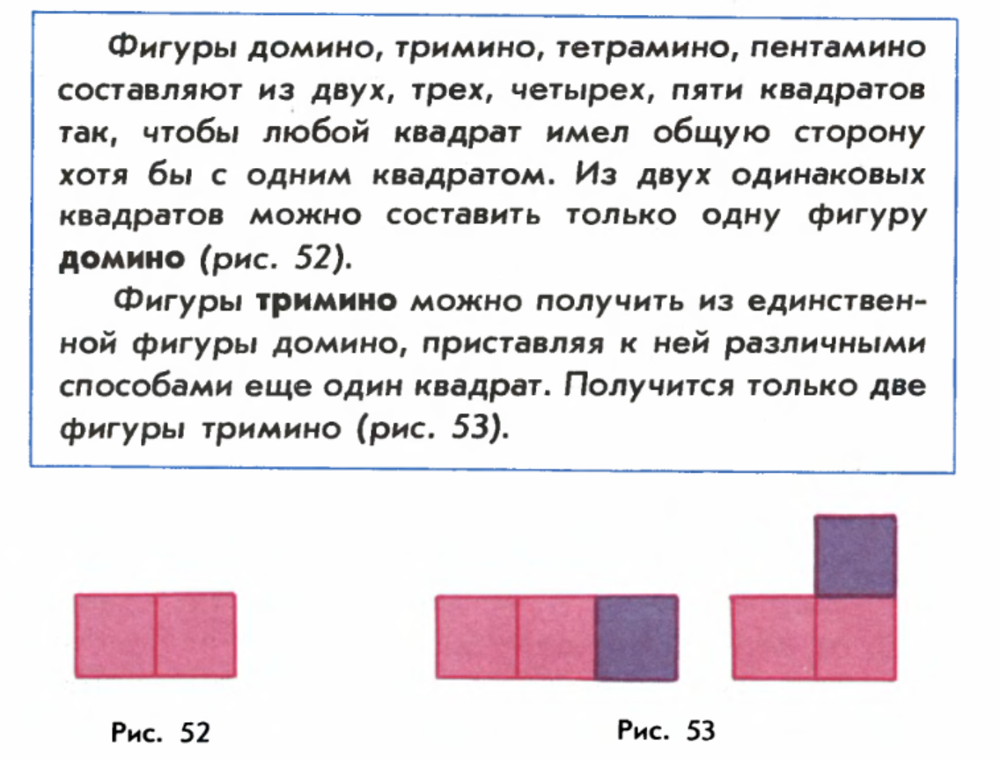 Фигуры домино, тримино, тетрамино, пентамино
составляют из двух, трех, четырех, пяти квадратов
так, чтобы любой квадрат имел общую сторону
хотя бы с одним квадратом. Из двух одинаковых
квадратов можно составить только одну фигуру
домино (рис. 52).
Фигуры тримино можно получить из единствен-
ной фигуры домино, приставляя к ней различными
способами еще один квадрат. Получится только две
фигуры тримино (рис. 53).
Рис. 52
Рис. 53